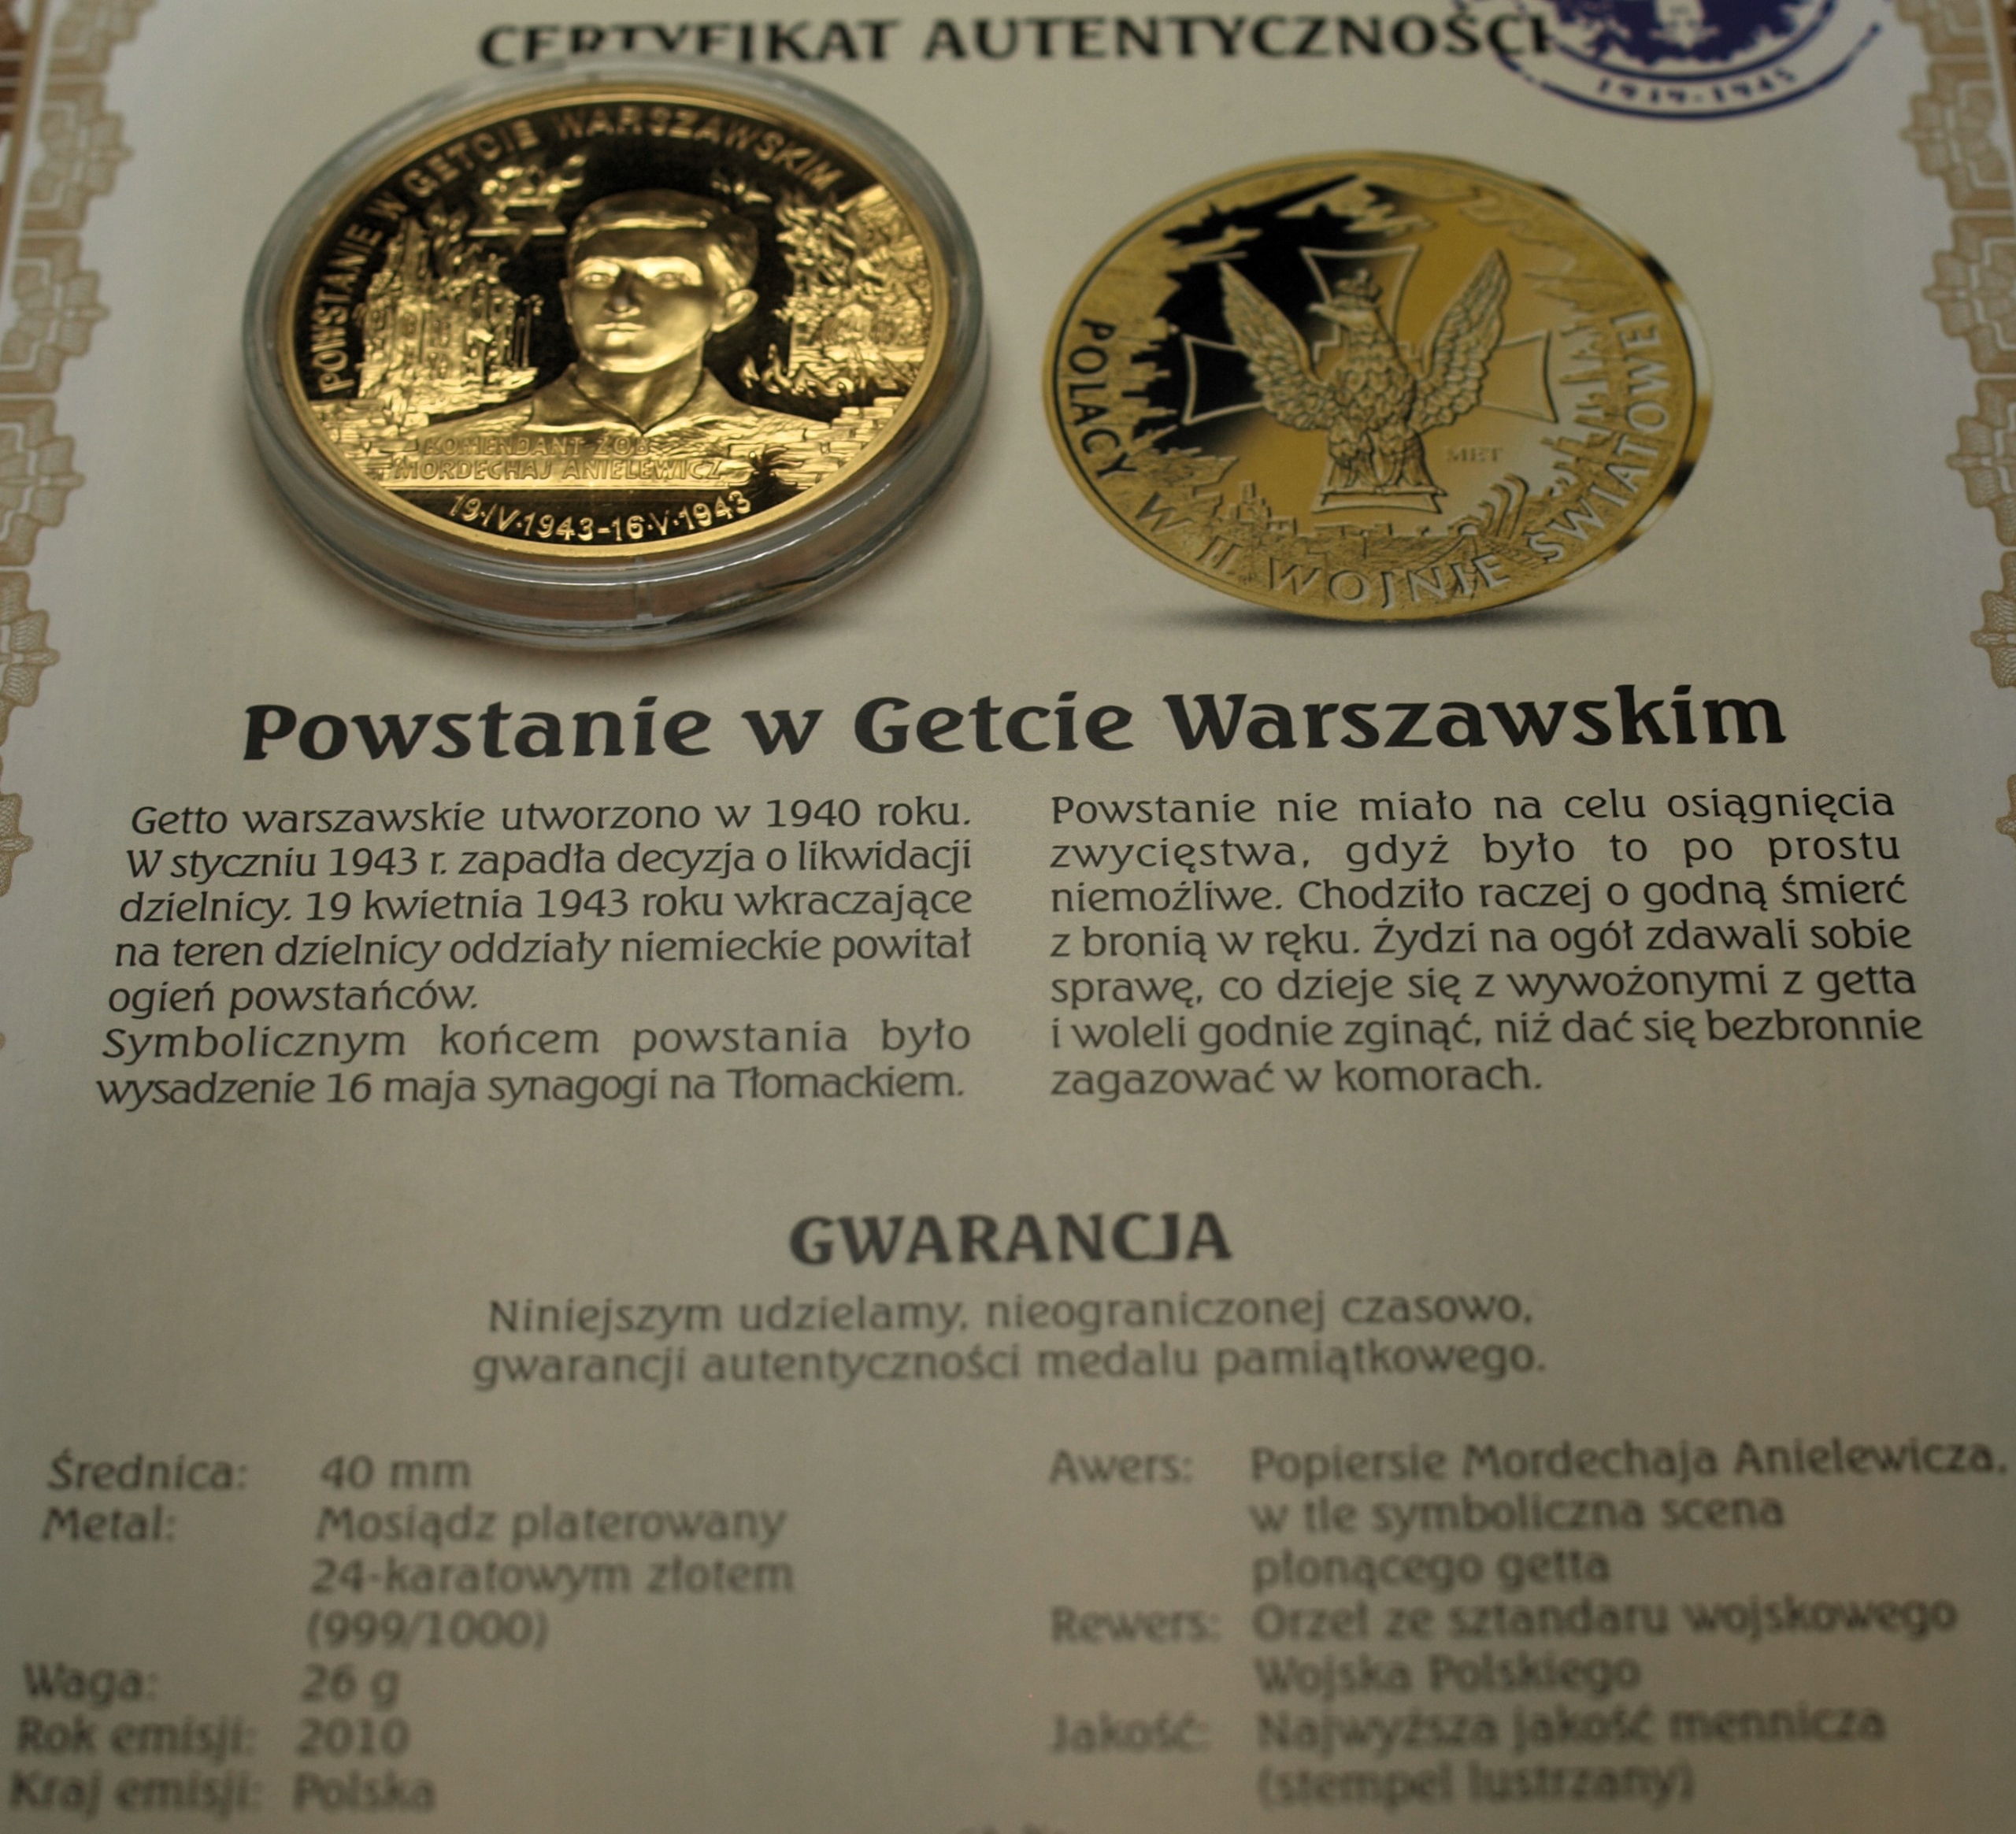 CERTYFIKAT AUTENTYCZNOŚCI
1939-1945
POWSTANIE W GETCIE WARSZAWSKIM
KOMENDANT ŻOB
MORDECHAJ ANIELEWICZ
19·IV·1943-16·V·1943
POLACY W II WOJNIE ŚWIATOWEJ
MET
Powstanie w Getcie Warszawskim
Getto warszawskie utworzono w 1940 roku.
W styczniu 1943 r. zapadła decyzja o likwidacji
dzielnicy. 19 kwietnia 1943 roku wkraczające
na teren dzielnicy oddziały niemieckie powitał
ogień powstańców.
Symbolicznym końcem powstania było
wysadzenie 16 maja synagogi na Tłomackiem.
Powstanie nie miało na celu osiągnięcia
zwycięstwa, gdyż było to po prostu
niemożliwe. Chodziło raczej o godną śmierć
z bronią w ręku. Żydzi na ogół zdawali sobie
sprawę, co dzieje się z wywożonymi z getta
i woleli godnie zginąć, niż dać się bezbronnie
zagazować w komorach.
GWARANCJA
Niniejszym udzielamy, nieograniczonej czasowo,
gwarancji autentyczności medalu pamiątkowego.
Średnica: 40 mm
Metal: Mosiądz platerowany
24-karatowym złotem
(999/1000)
Waga: 26 g
Rok emisji: 2010
Kraj emisji: Polska
Awers: Popiersie Mordechaja Anielewicza,
w tle symboliczna scena
płonącego getta
Rewers: Orzeł ze sztandaru wojskowego
Wojska Polskiego
Jakość: Najwyższa jakość mennicza
(stempel lustrzany)